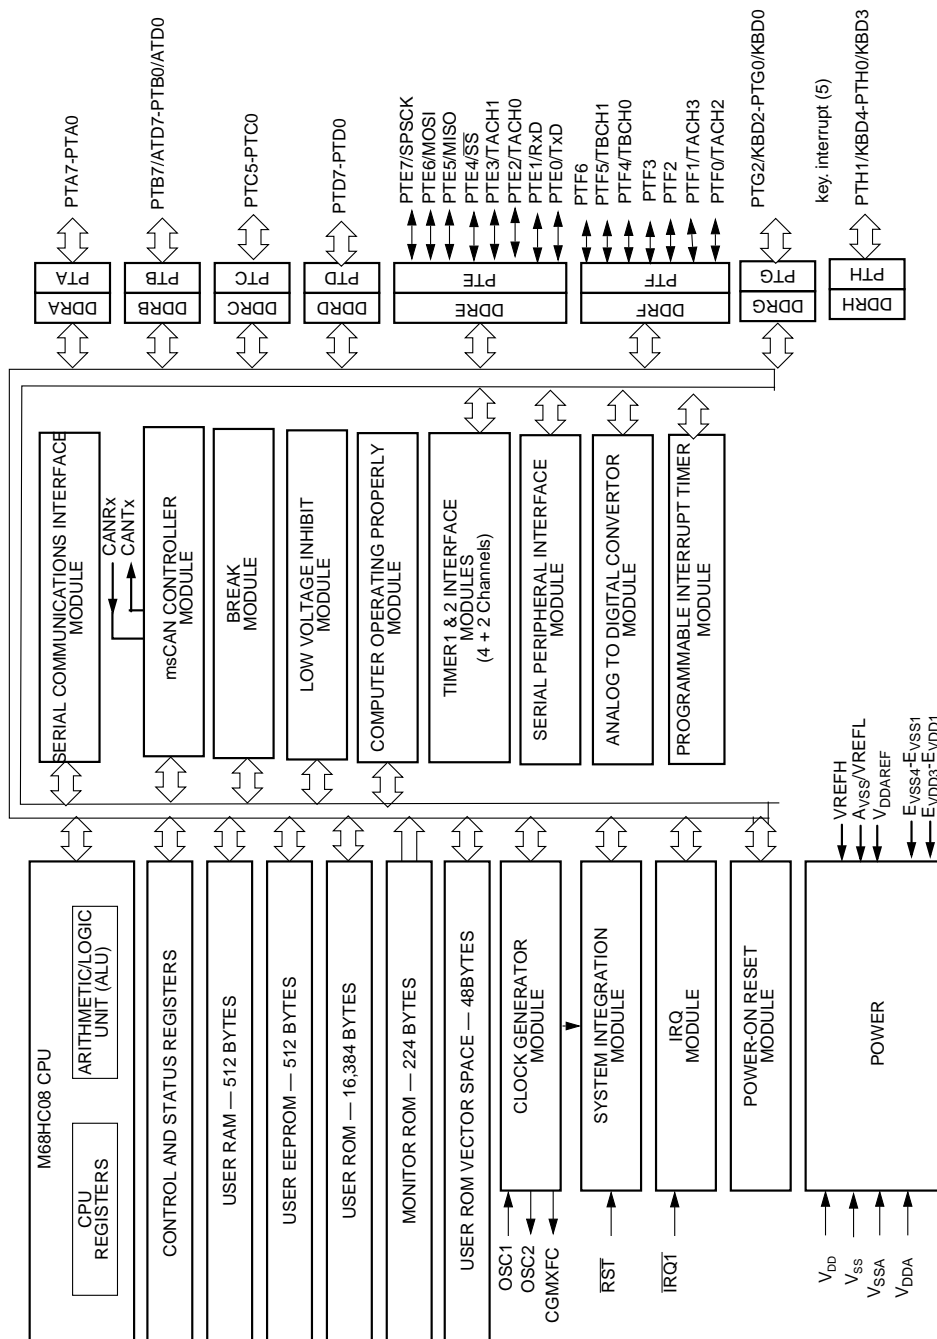 M68HC08 CPU
CPU
REGISTERS
ARITHMETIC/LOGIC
UNIT (ALU)
CONTROL AND STATUS REGISTERS
USER RAM — 512 BYTES
USER EEPROM — 512 BYTES
USER ROM — 16,384 BYTES
MONITOR ROM — 224 BYTES
USER ROM VECTOR SPACE — 48BYTES
OSC1
OSC2
CGMXFC
CLOCK GENERATOR
MODULE
RST
SYSTEM INTEGRATION
MODULE
IRQ1
IRQ
MODULE
POWER-ON RESET
MODULE
VDD
VSS
VSSA
VDDA
POWER
VREFH
AVSS/VREFL
VDDAREF
EVSS4-EVSS1
EVDD3-EVDD1
SERIAL COMMUNICATIONS INTERFACE
MODULE
CANRx
CANTx
msCAN CONTROLLER
MODULE
BREAK
MODULE
LOW VOLTAGE INHIBIT
MODULE
COMPUTER OPERATING PROPERLY
MODULE
TIMER1 & 2 INTERFACE
MODULES
(4 + 2 Channels)
SERIAL PERIPHERAL INTERFACE
MODULE
ANALOG TO DIGITAL CONVERTOR
MODULE
PROGRAMMABLE INTERRUPT TIMER
MODULE
DDRA
PTA
PTA7-PTA0
DDRB
PTB
PTB7/ATD7-PTB0/ATD0
DDRC
PTC
PTC5-PTC0
DDRD
PTD
PTD7-PTD0
DDRE
PTE
PTE7/SPSCK
PTE6/MOSI
PTE5/MISO
PTE4/SS
PTE3/TACH1
PTE2/TACH0
PTE1/RxD
PTE0/TxD
DDRF
PTF
PTF6
PTF5/TBCH1
PTF4/TBCH0
PTF3
PTF2
PTF1/TACH3
PTF0/TACH2
DDRG
PTG
PTG2/KBD2-PTG0/KBD0
key. interrupt (5)
DDRH
PTH
PTH1/KBD4-PTH0/KBD3